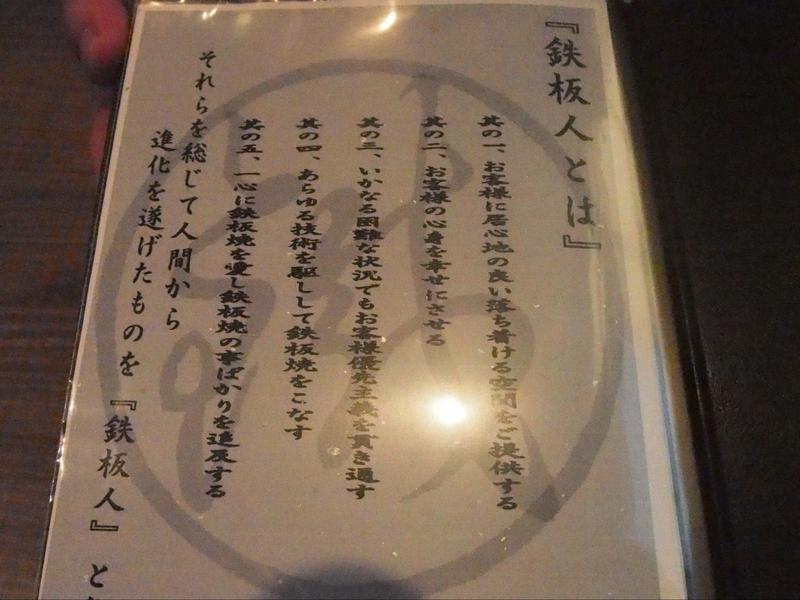 『鉄板人とは』
其の一、お客様に居心地の良い落ち着ける空間をご提供する
其の二、お客様の心身を幸せにさせる
其の三、いかなる困難な状況でもお客様優先主義を貫き通す
其の四、あらゆる技術を駆しして鉄板焼をこなす
其の五、一心に鉄板焼を愛し鉄板焼の事ばかりを追及する
それらを総じて人間から
進化を遂げたものを『鉄板人』と